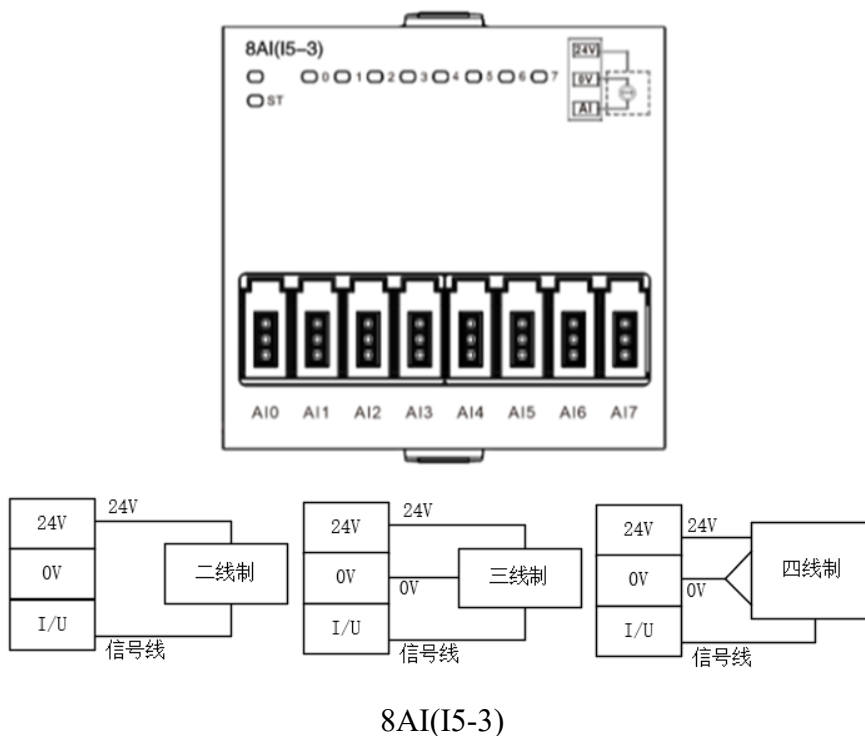 8AI(I5-3)
24V
0 1 2 3 4 5 6 7
0V
ST
AI
AI0 AI1 AI2 AI3 AI4 AI5 AI6 AI7
24V 24V 24V 24V 24V 24V
0V 二线制 0V 0V 三线制 0V 0V 四线制
I/U 信号线 I/U 信号线 I/U 信号线
8AI(I5-3)